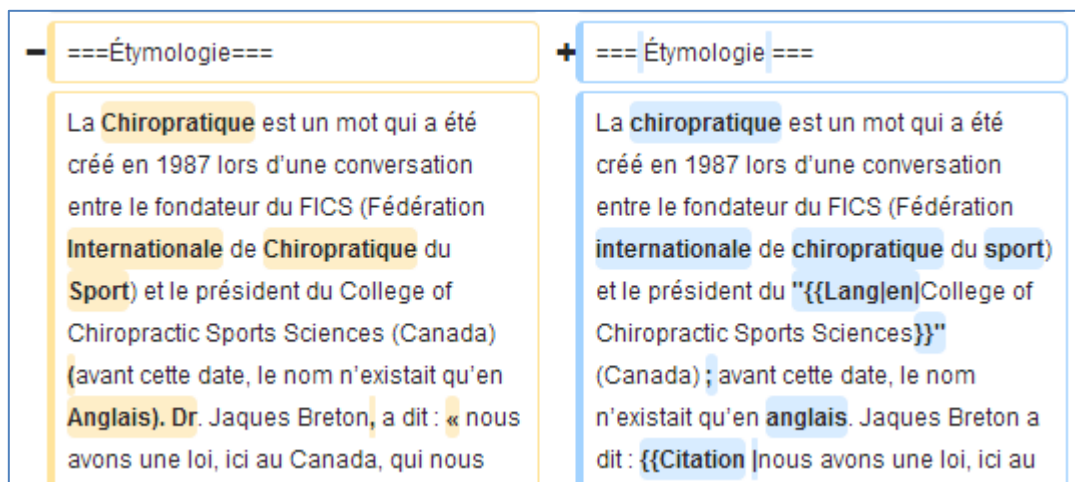 − ===Étymologie===
La Chiropratique est un mot qui a été
créé en 1987 lors d’une conversation
entre le fondateur du FICS (Fédération
Internationale de Chiropratique du
Sport) et le président du College of
Chiropractic Sports Sciences (Canada)
(avant cette date, le nom n’existait qu’en
Anglais). Dr. Jaques Breton, a dit : « nous
avons une loi, ici au Canada, qui nous
+ === Étymologie ===
La chiropratique est un mot qui a été
créé en 1987 lors d’une conversation
entre le fondateur du FICS (Fédération
internationale de chiropratique du sport)
et le président du "{{Lang|en|College of
Chiropractic Sports Sciences}}"
(Canada) ; avant cette date, le nom
n’existait qu’en anglais. Jaques Breton a
dit : {{Citation |nous avons une loi, ici au